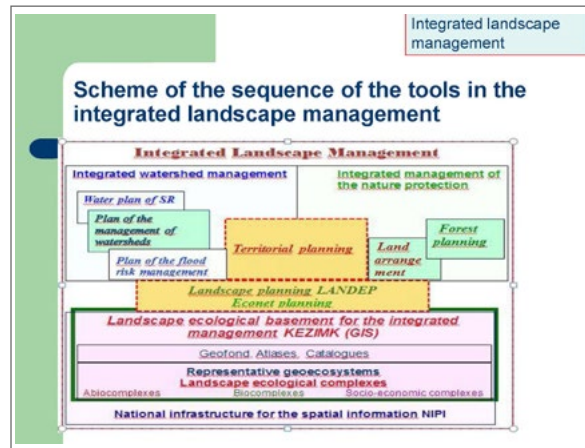 Integrated landscape
management
Scheme of the sequence of the tools in the
integrated landscape management
Integrated Landscape Management
Integrated watershed management
Integrated management of
the nature protection
Water plan of SR
Plan of the
management of
watersheds
Plan of the flood
risk management
Territorial planning
Land
arrange
ment
Forest
planning
Landscape planning LANDEP
Econet planning
Landscape ecological basement for the integrated
management KEZIMK (GIS)
Geofond, Atlases, Catalogues
Representative geoecosystems
Landscape ecological complexes
Abiocomplexes Biocomplexes Socio-economic complexes
National infrastructure for the spatial information NIPI